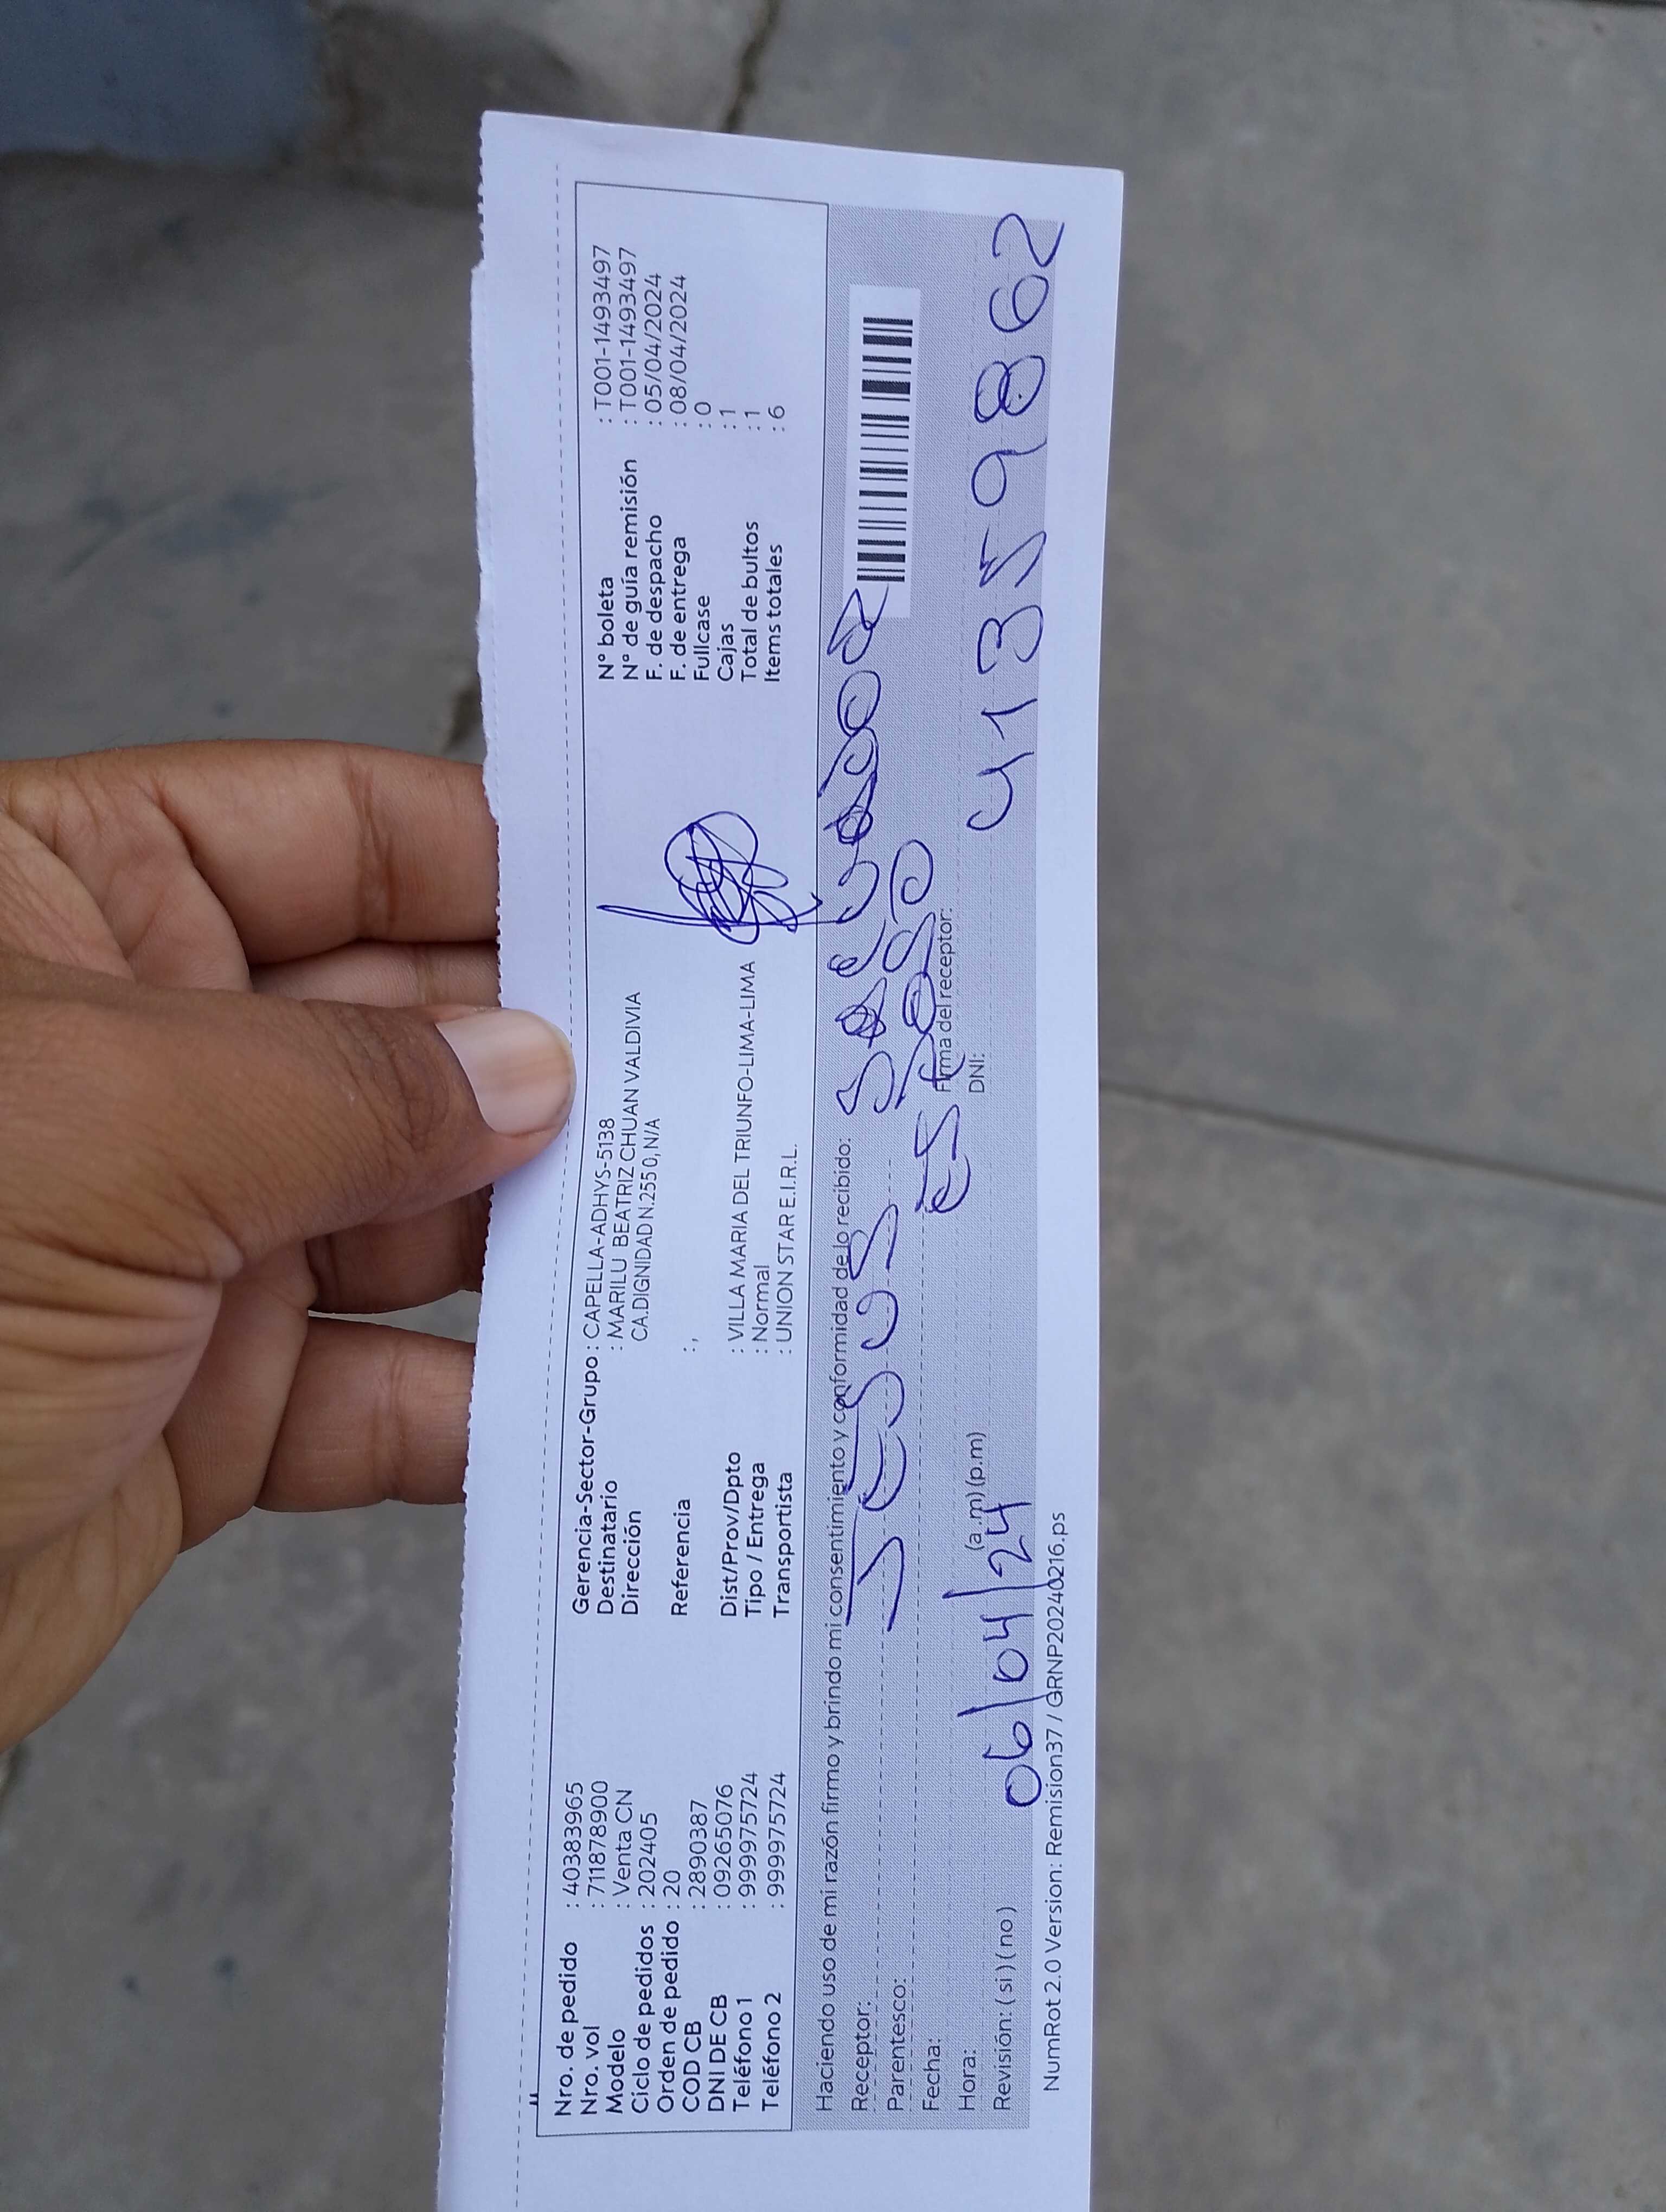 Nro. de pedido : 40383965
Nro. vol : 711878900
Modelo : Venta CN
Ciclo de pedidos : 202405
Orden de pedido : 20
COD CB : 2890387
DNI DE CB : 09265076
Teléfono 1 : 999975724
Teléfono 2 : 999975724
Gerencia-Sector-Grupo : CAPELLA-ADHYS-5138
Destinatario : MARILU BEATRIZ CHUAN VALDIVIA
Dirección CA.DIGNIDAD N.255 0, N/A
Referencia : ,
Dist/Prov/Dpto : VILLA MARIA DEL TRIUNFO-LIMA-LIMA
Tipo / Entrega : Normal
Transportista : UNION STAR E.I.R.L.
N° boleta : T001-1493497
N° de guía remisión : T001-1493497
F. de despacho : 05/04/2024
F. de entrega : 08/04/2024
Fullcase : 0
Cajas : 1
Total de bultos : 1
Items totales : 6
Haciendo uso de mi razón firmo y brindo mi consentimiento y conformidad de lo recibido:
Receptor: JESUS
Parentesco: ESPOSO
Fecha: 06/04/24
Firma del receptor:
Hora: (a.m) (p.m)
DNI: 41359862
Revisión: ( si ) ( no )
NumRot 2.0 Version: Remision37 / GRNP20240216.ps